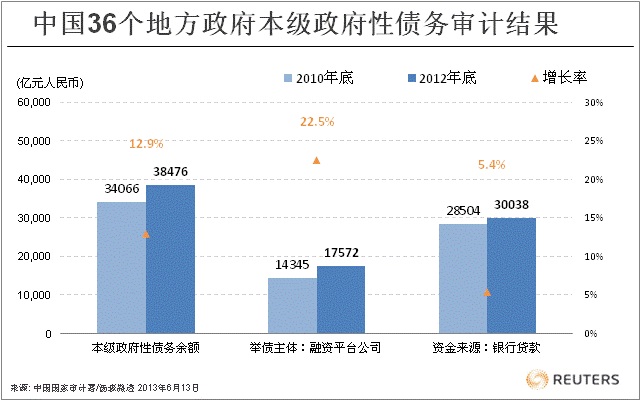 中国36个地方政府本级政府性债务审计结果
(亿元人民币)
2010年底
2012年底
增长率
60,000
50,000
40,000
30,000
20,000
10,000
0
30%
25%
20%
15%
10%
5%
0%
12.9%
34066
38476
22.5%
14345
17572
5.4%
28504
30038
本级政府性债务余额
举债主体：融资平台公司
资金来源：银行贷款
来源: 中国国家审计署/ 2013年6月13日
REUTERS